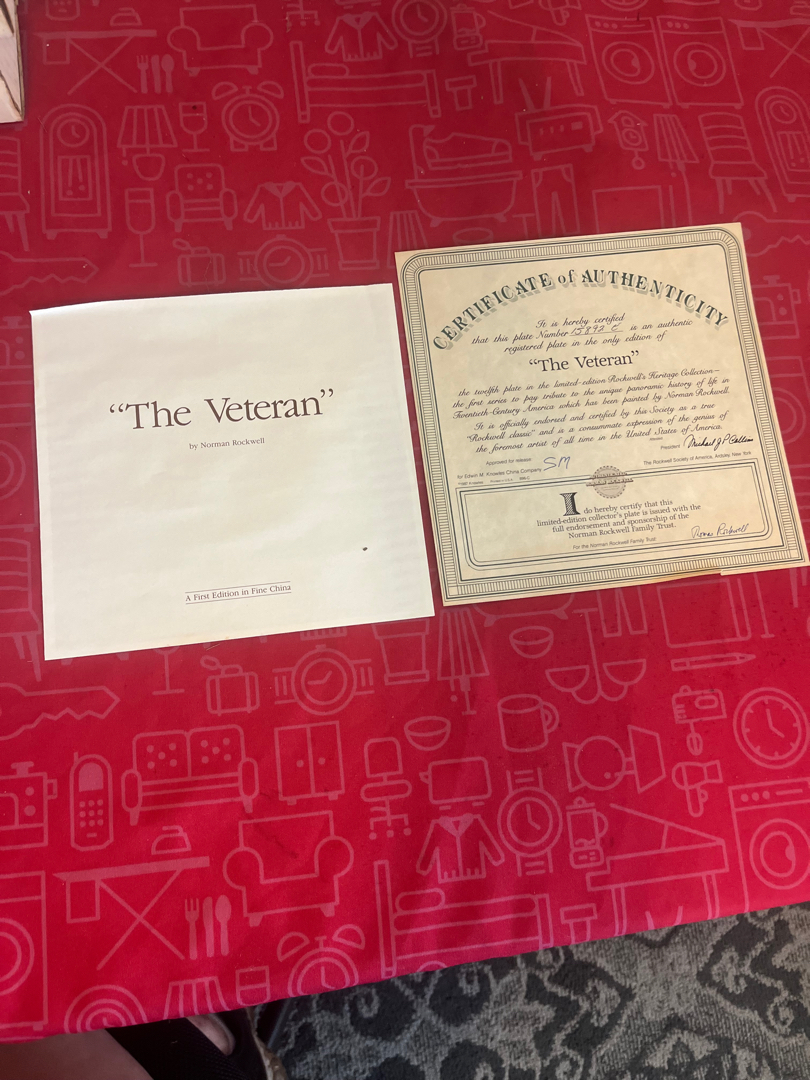 "The Veteran"
by Norman Rockwell
A First Edition in Fine China
CERTIFICATE of AUTHENTICITY
It is hereby certified
that this plate Number 15892 C is an authentic
registered plate in the only edition of
"The Veteran"
the twelfth plate in the limited-edition Rockwell's Heritage Collection—
the first series to pay tribute to the unique panoramic history of life in
Twentieth-Century America which has been painted by Norman Rockwell.
It is officially endorsed and certified by this Society as a true
"Rockwell classic" and is a consummate expression of the genius of
the foremost artist of all time in the United States of America.
Approved for release: SM
for Edwin M. Knowles China Company
President Michael J.P. Collins
The Rockwell Society of America, Ardsley, New York
I do hereby certify that this
limited-edition collector's plate is issued with the
full endorsement and sponsorship of the
Norman Rockwell Family Trust.
Thomas Rockwell
For the Norman Rockwell Family Trust